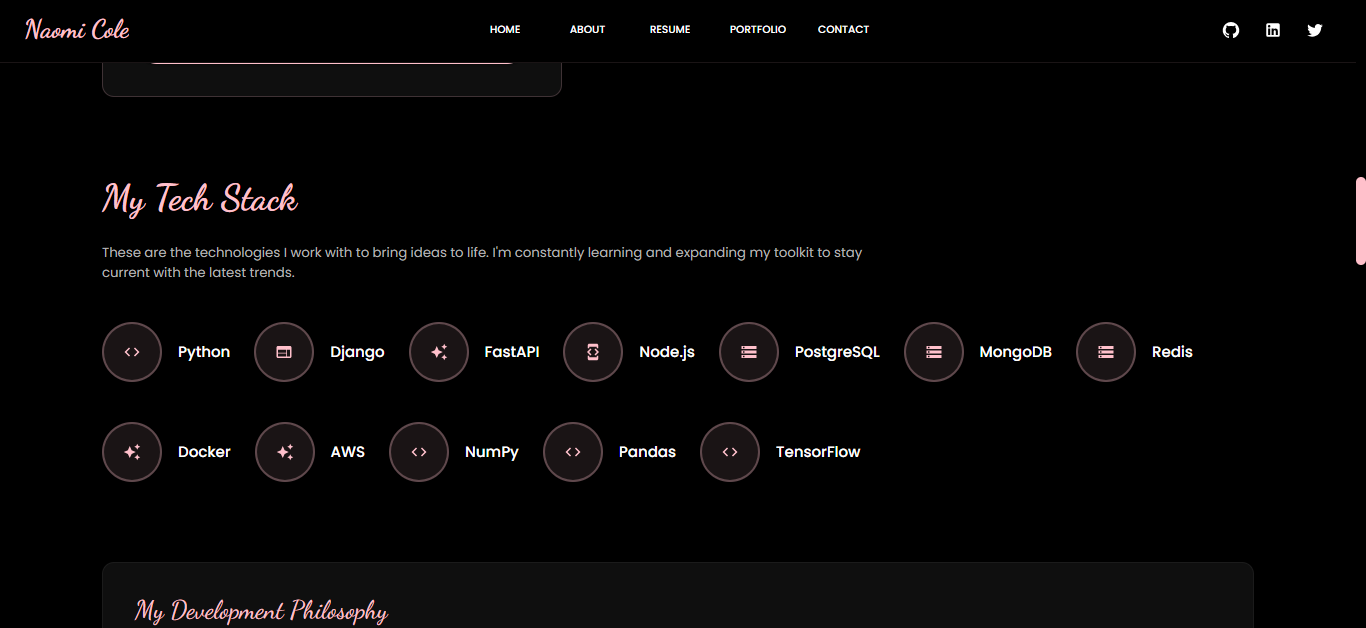 Naomi Cole
HOME ABOUT RESUME PORTFOLIO CONTACT
My Tech Stack
These are the technologies I work with to bring ideas to life. I'm constantly learning and expanding my toolkit to stay
current with the latest trends.
Python Django FastAPI Node.js PostgreSQL MongoDB Redis
Docker AWS NumPy Pandas TensorFlow
My Development Philosophy